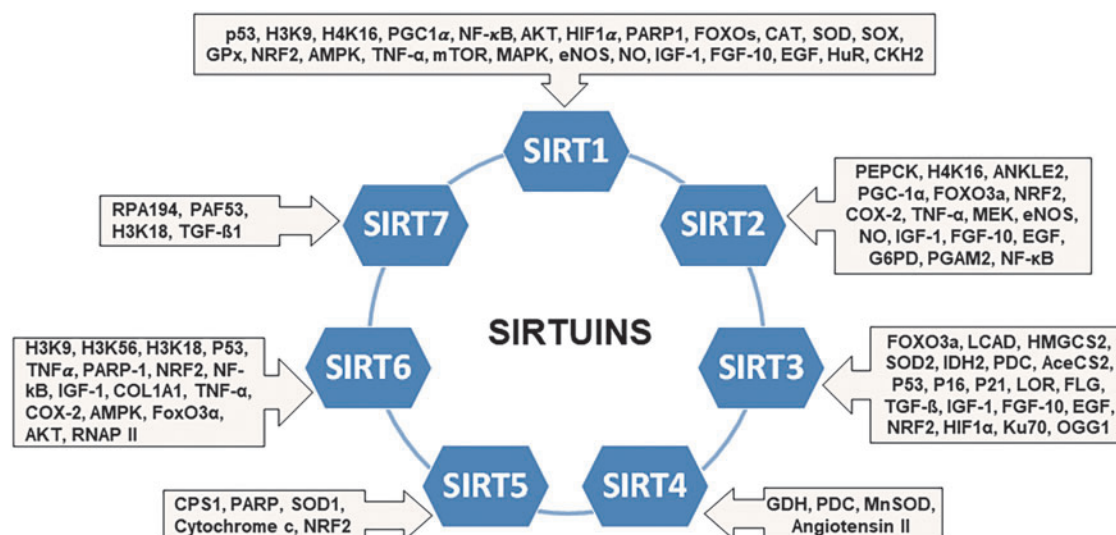 p53, H3K9, H4K16, PGC1α, NF-κB, AKT, HIF1α, PARP1, FOXOs, CAT, SOD, SOX,
GPx, NRF2, AMPK, TNF-α, mTOR, MAPK, eNOS, NO, IGF-1, FGF-10, EGF, HuR, CKH2
SIRT1
PEPCK, H4K16, ANKLE2,
PGC-1α, FOXO3a, NRF2,
COX-2, TNF-α, MEK, eNOS,
NO, IGF-1, FGF-10, EGF,
G6PD, PGAM2, NF-κB
SIRT2
RPA194, PAF53,
H3K18, TGF-ß1
SIRT7
SIRTUINS
H3K9, H3K56, H3K18, P53,
TNFα, PARP-1, NRF2, NF-
kB, IGF-1, COL1A1, TNF-α,
COX-2, AMPK, FoxO3α,
AKT, RNAP II
SIRT6
SIRT3
FOXO3a, LCAD, HMGCS2,
SOD2, IDH2, PDC, AceCS2,
P53, P16, P21, LOR, FLG,
TGF-ß, IGF-1, FGF-10, EGF,
NRF2, HIF1α, Ku70, OGG1
CPS1, PARP, SOD1,
Cytochrome c, NRF2
SIRT5
SIRT4
GDH, PDC, MnSOD,
Angiotensin II